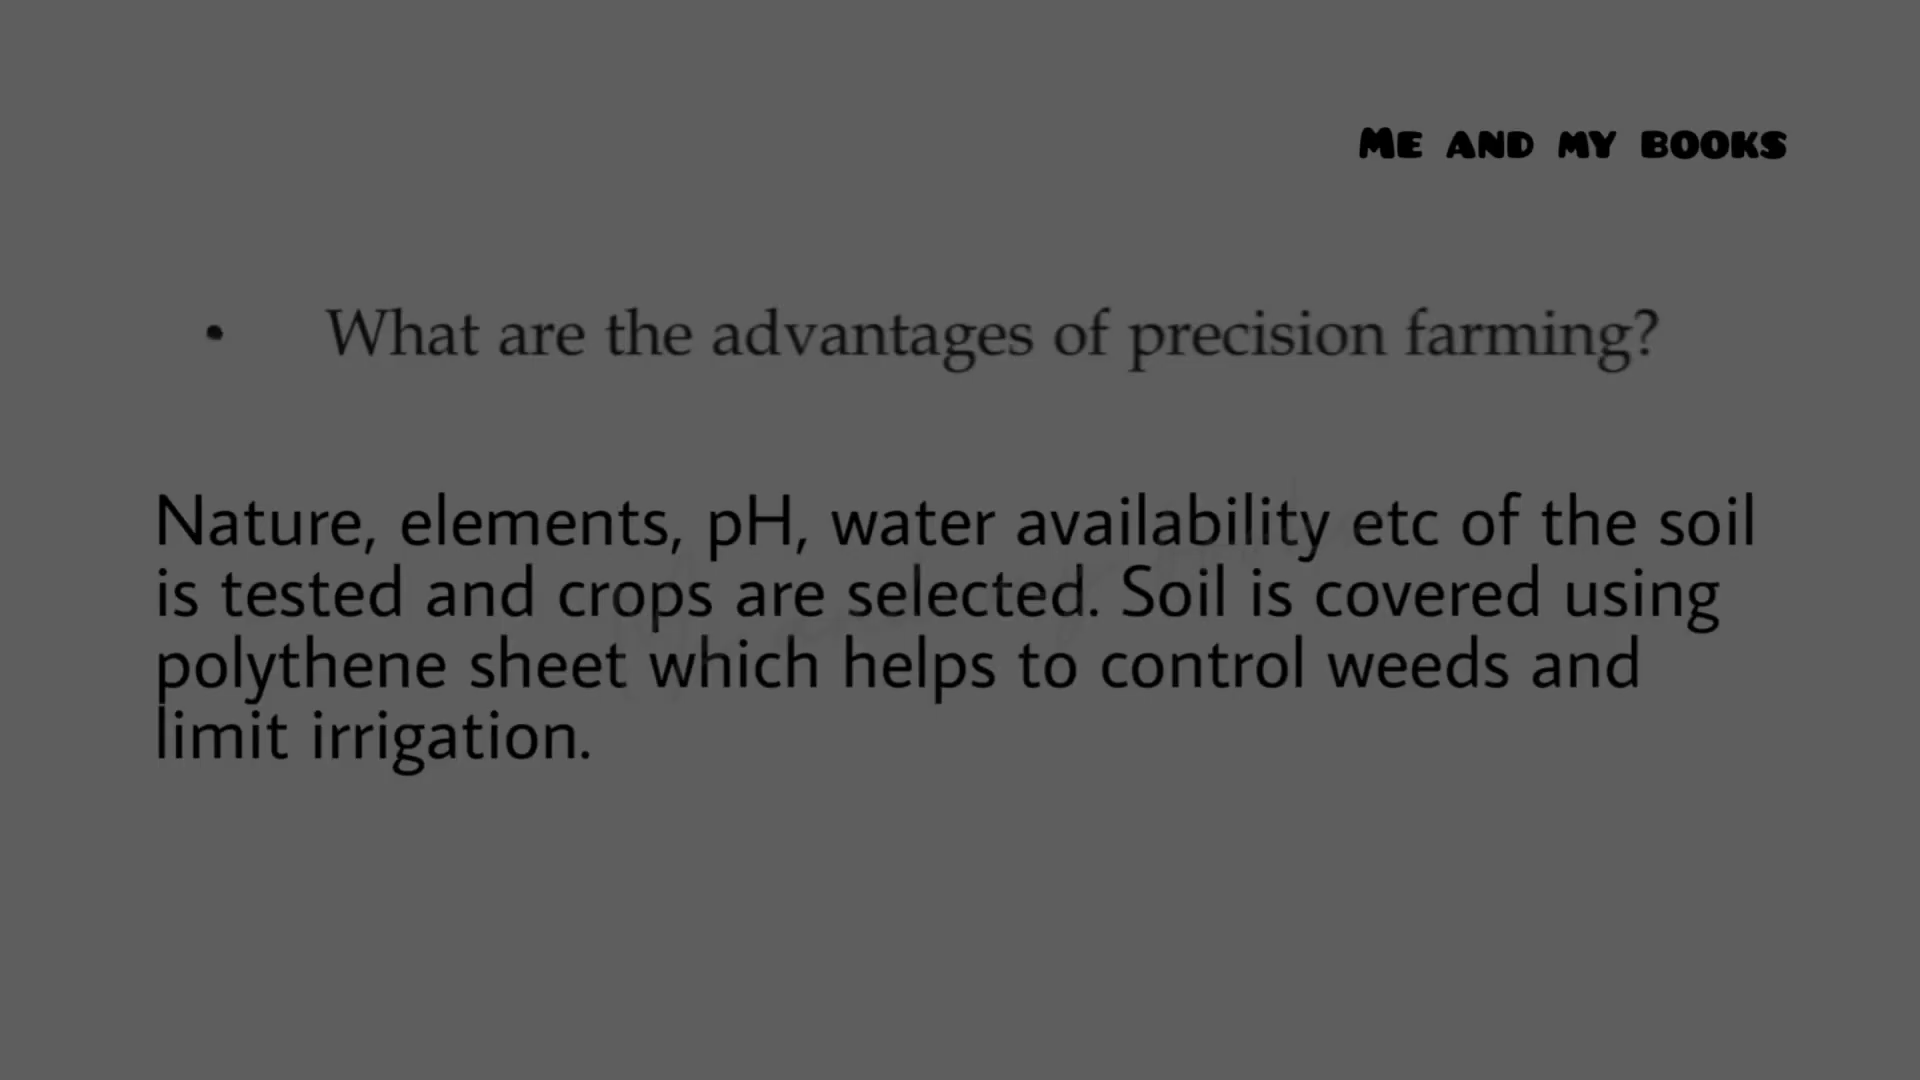 ME AND MY BOOKS
• What are the advantages of precision farming?
Nature, elements, pH, water availability etc of the soil
is tested and crops are selected. Soil is covered using
polythene sheet which helps to control weeds and
limit irrigation.